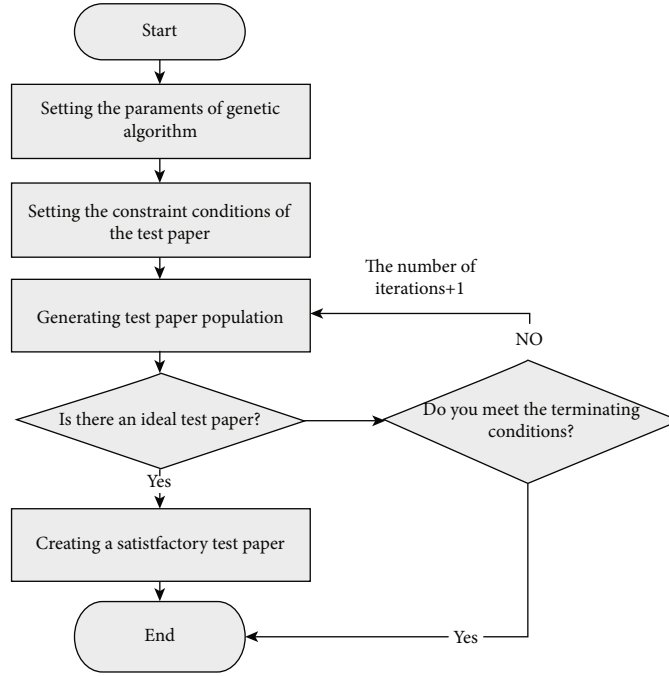 Start
Setting the paraments of genetic
algorithm
Setting the constraint conditions of
the test paper
The number of
iterations+1
Generating test paper population
NO
Is there an ideal test paper?
Do you meet the terminating
conditions?
Yes
Creating a satistfactory test paper
End
Yes